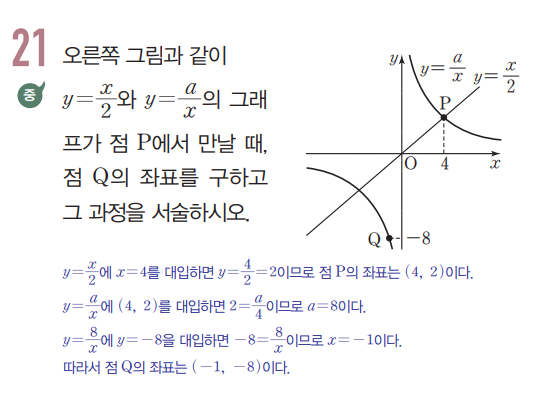 21 오른쪽 그림과 같이
중
y=x/2와 y=a/x의 그래
프가 점 P에서 만날 때,
점 Q의 좌표를 구하고
그 과정을 서술하시오.
y
y=a/x
y=x/2
P
O
4
x
Q
-8
y=x/2에 x=4를 대입하면 y=4/2=2이므로 점 P의 좌표는 (4, 2)이다.
y=a/x에 (4, 2)를 대입하면 2=a/4이므로 a=8이다.
y=8/x에 y=-8을 대입하면 -8=8/x이므로 x=-1이다.
따라서 점 Q의 좌표는 (-1, -8)이다.